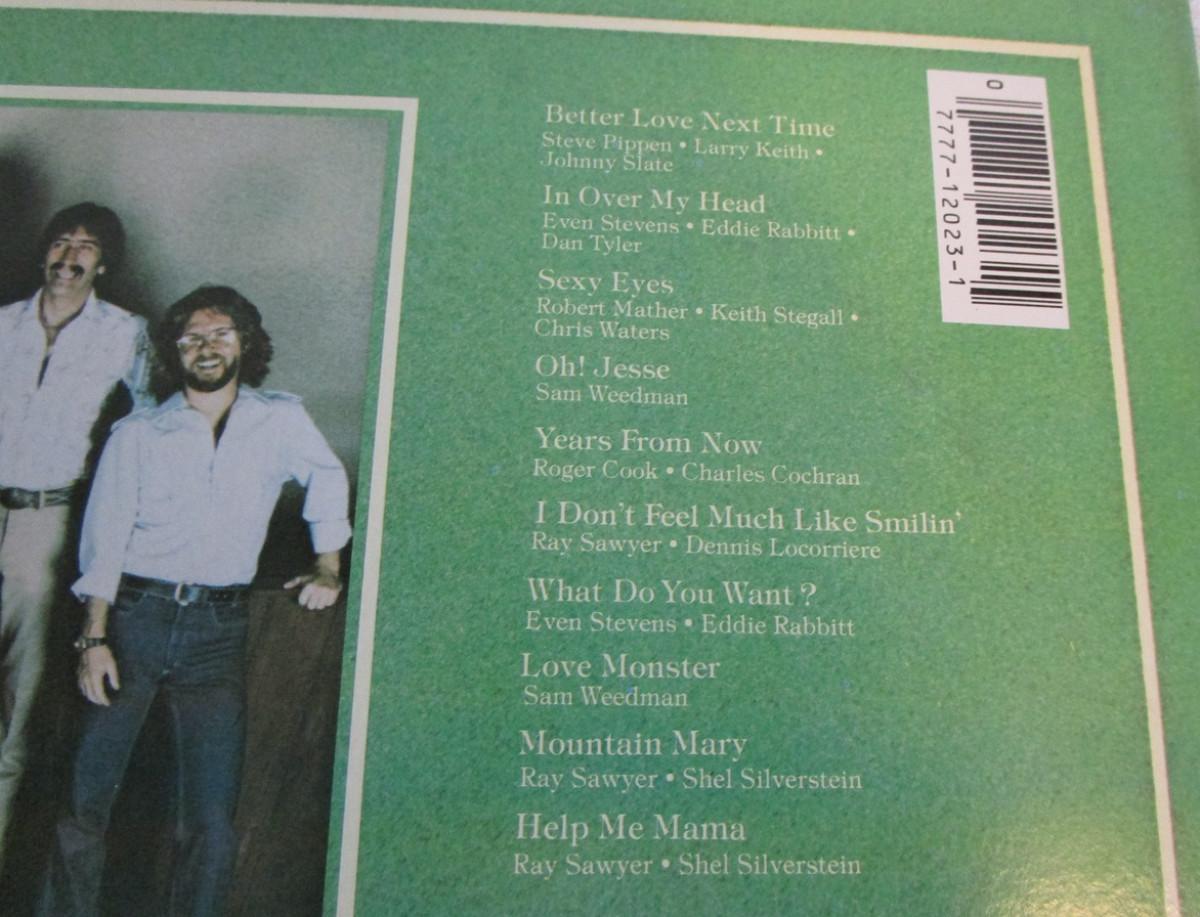 Better Love Next Time
Steve Pippen • Larry Keith •
Johnny Slate
In Over My Head
Even Stevens • Eddie Rabbitt •
Dan Tyler
Sexy Eyes
Robert Mather • Keith Stegall •
Chris Waters
Oh! Jesse
Sam Weedman
Years From Now
Roger Cook • Charles Cochran
I Don't Feel Much Like Smilin'
Ray Sawyer • Dennis Locorriere
What Do You Want?
Even Stevens • Eddie Rabbitt
Love Monster
Sam Weedman
Mountain Mary
Ray Sawyer • Shel Silverstein
Help Me Mama
Ray Sawyer • Shel Silverstein
0
7777-12023-1